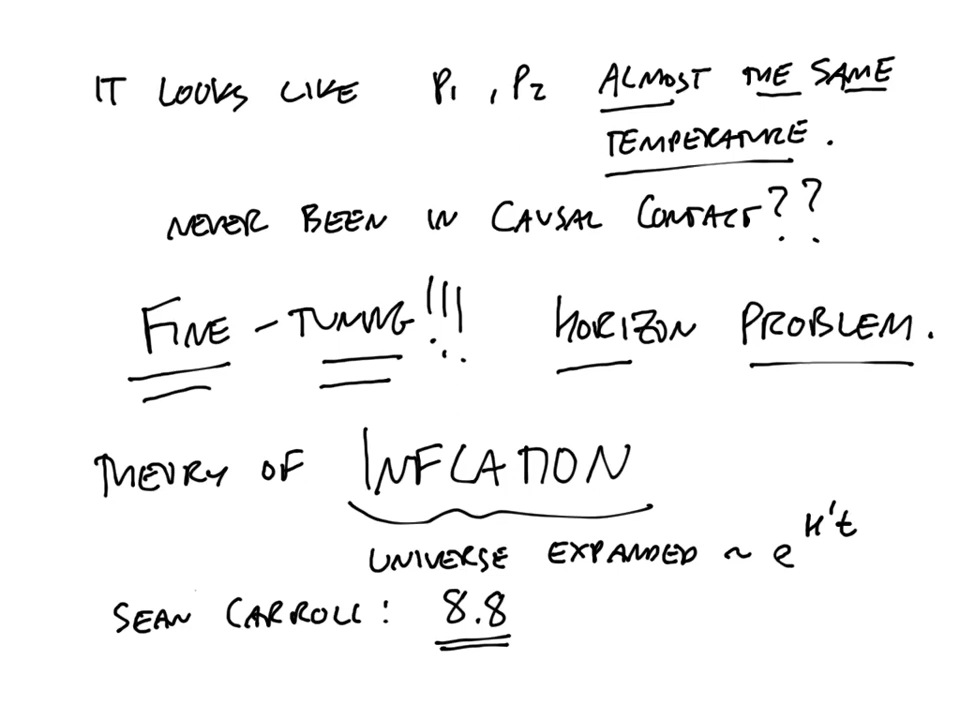 IT LOOKS LIKE P₁, P₂ ALMOST THE SAME
TEMPERATURE.
NEVER BEEN IN CAUSAL CONTACT??
FINE-TUNING!!! HORIZON PROBLEM.
THEORY OF INFLATION
UNIVERSE EXPANDED ~ e^{H't}
SEAN CARROLL: 8.8